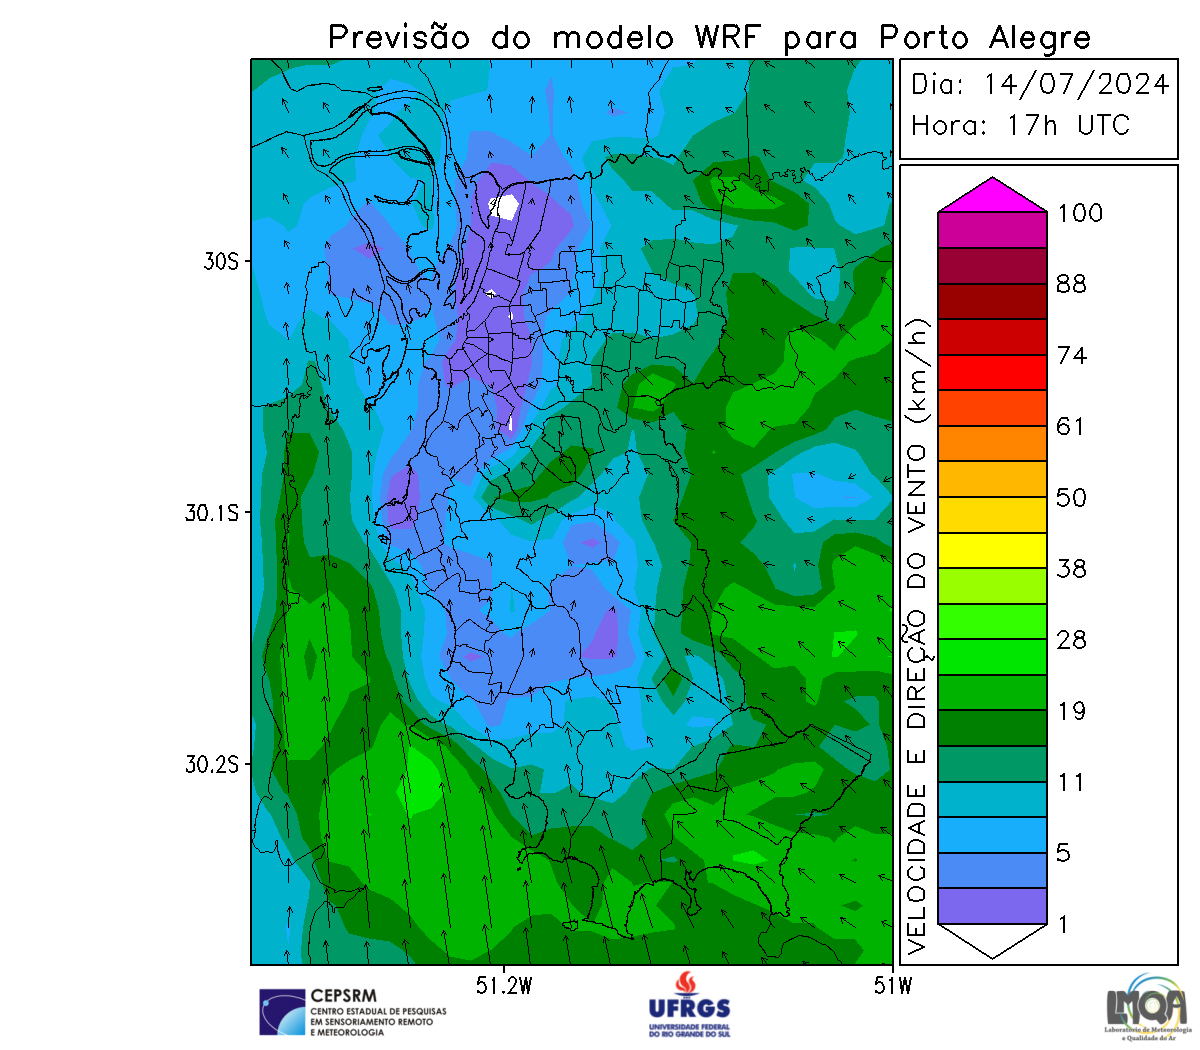 Previsão do modelo WRF para Porto Alegre
Dia: 14/07/2024
Hora: 17h UTC
30S
30.1S
30.2S
51.2W
51W
VELOCIDADE E DIREÇÃO DO VENTO (km/h)
100
88
74
61
50
38
28
19
11
5
1
CEPSRM
CENTRO ESTADUAL DE PESQUISAS
EM SENSORIAMENTO REMOTO
E METEOROLOGIA
UFRGS
UNIVERSIDADE FEDERAL
DO RIO GRANDE DO SUL
LMQA
Laboratório de Meteorologia
e Qualidade do Ar